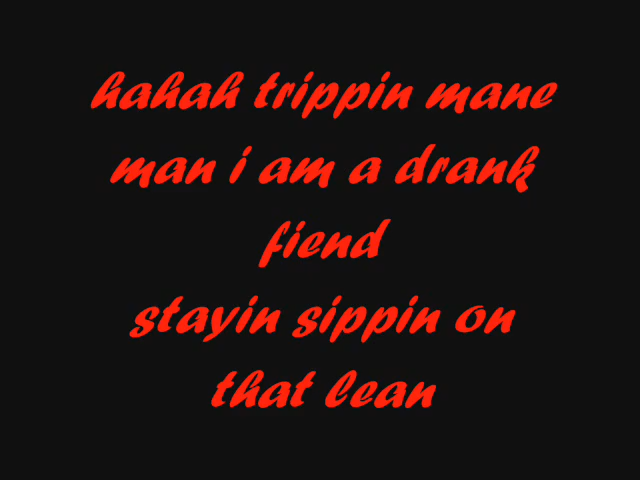 hahah trippin mane
man i am a drank
fiend
stayin sippin on
that lean